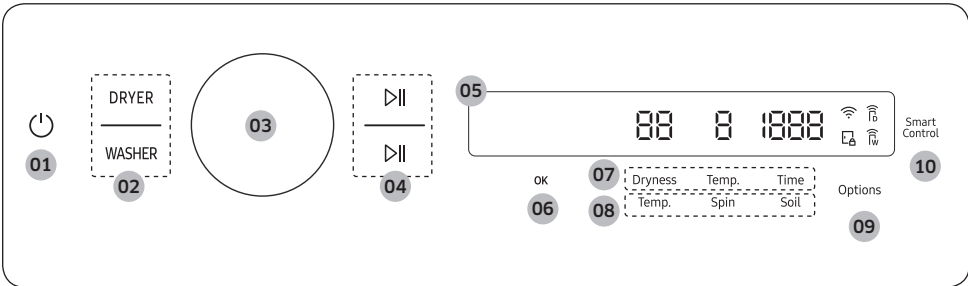 DRYER
WASHER
01
02
03
04
05
88 8 1888
D
W
Smart
Control
10
OK
06
07
Dryness Temp. Time
08
Temp. Spin Soil
Options
09